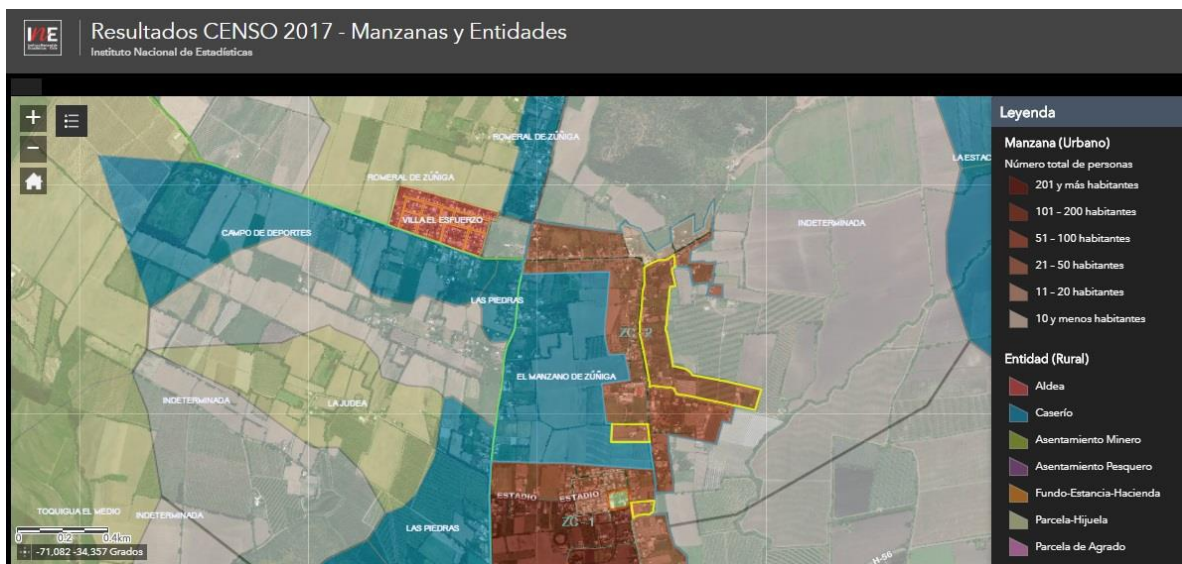 INE
Resultados CENSO 2017 - Manzanas y Entidades
Instituto Nacional de Estadísticas
+
−
ROMERAL DE ZÚÑIGA
LA ESTAC
ROMERAL DE ZÚÑIGA
VILLA EL ESFUERZO
CAMPO DE DEPORTES
INDETERMINADA
LAS PIEDRAS
ZC - 2
EL MANZANO DE ZÚÑIGA
INDETERMINADA
LA JUDEA
ESTADIO
ESTADIO
TOQUIGUA EL MEDIO
INDETERMINADA
ZC - 1
LAS PIEDRAS
H-56
0 0.2 0.4km
-71,082 -34,357 Grados
Leyenda
Manzana (Urbano)
Número total de personas
201 y más habitantes
101 - 200 habitantes
51 - 100 habitantes
21 - 50 habitantes
11 - 20 habitantes
10 y menos habitantes
Entidad (Rural)
Aldea
Caserío
Asentamiento Minero
Asentamiento Pesquero
Fundo-Estancia-Hacienda
Parcela-Hijuela
Parcela de Agrado